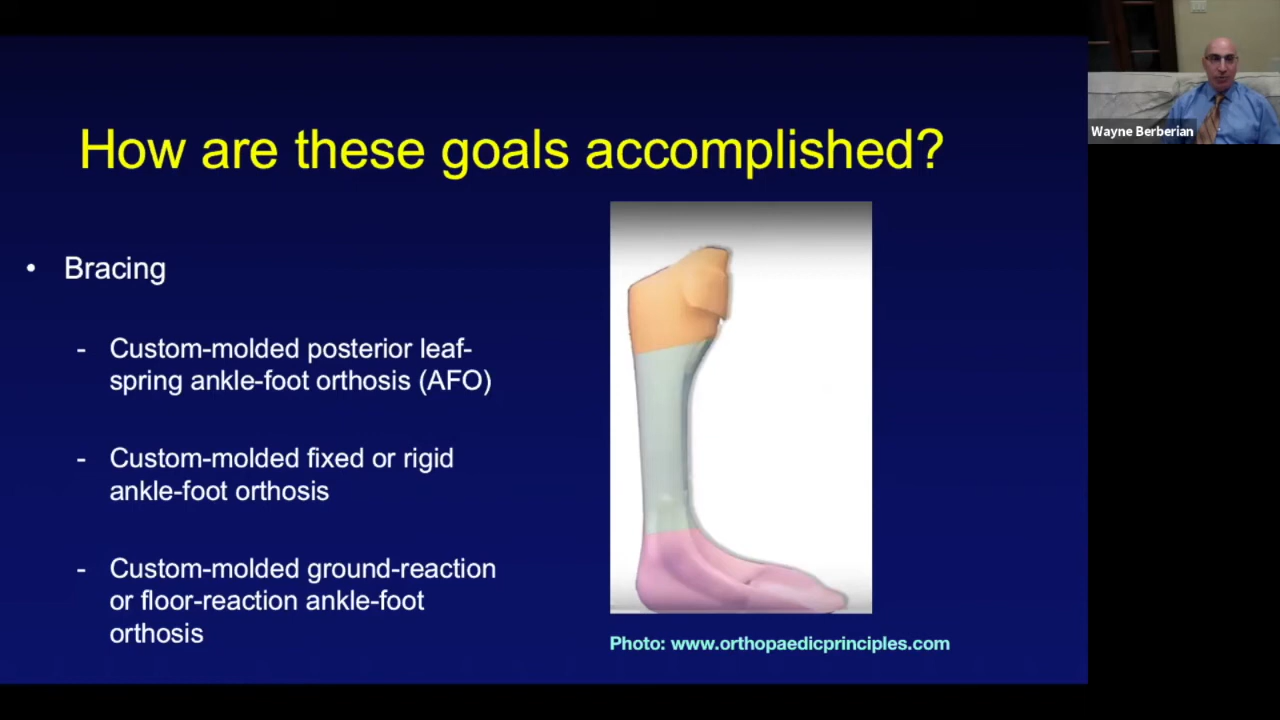 How are these goals accomplished?
• Bracing
- Custom-molded posterior leaf-
spring ankle-foot orthosis (AFO)
- Custom-molded fixed or rigid
ankle-foot orthosis
- Custom-molded ground-reaction
or floor-reaction ankle-foot
orthosis
Photo: www.orthopaedicprinciples.com
Wayne Berberian